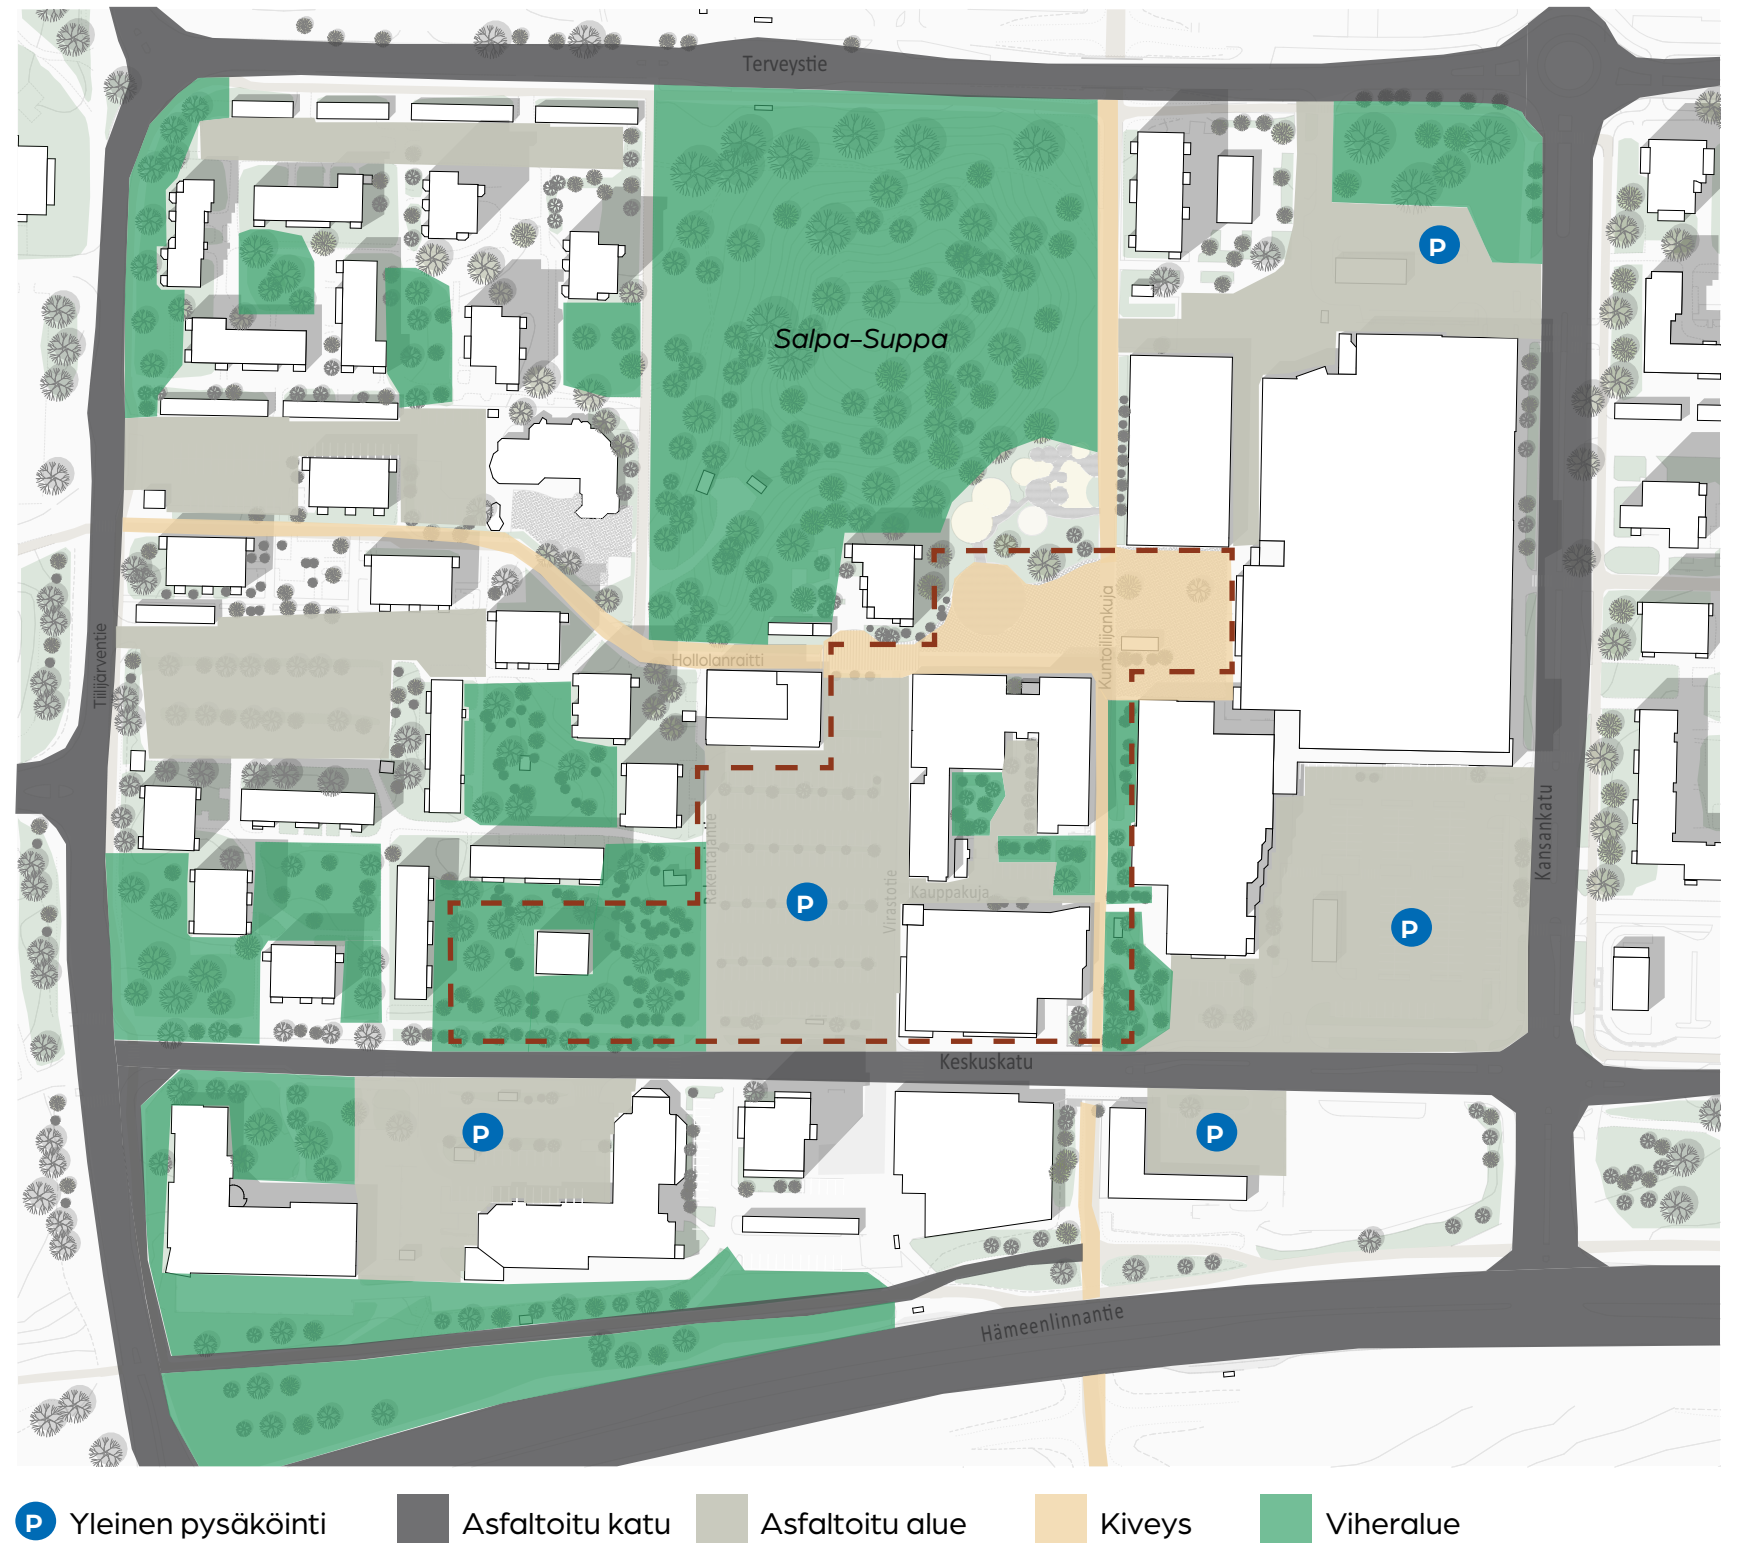 Terveystie
P
Salpa-Suppa
Kuntoilijankuja
Tiilijärventie
Hollolanraitti
Rakentajantie
Kansankatu
Virastotie
Kauppakuja
P
P
Keskuskatu
P
P
Hämeenlinnantie
P Yleinen pysäköinti
Asfaltoitu katu
Asfaltoitu alue
Kiveys
Viheralue